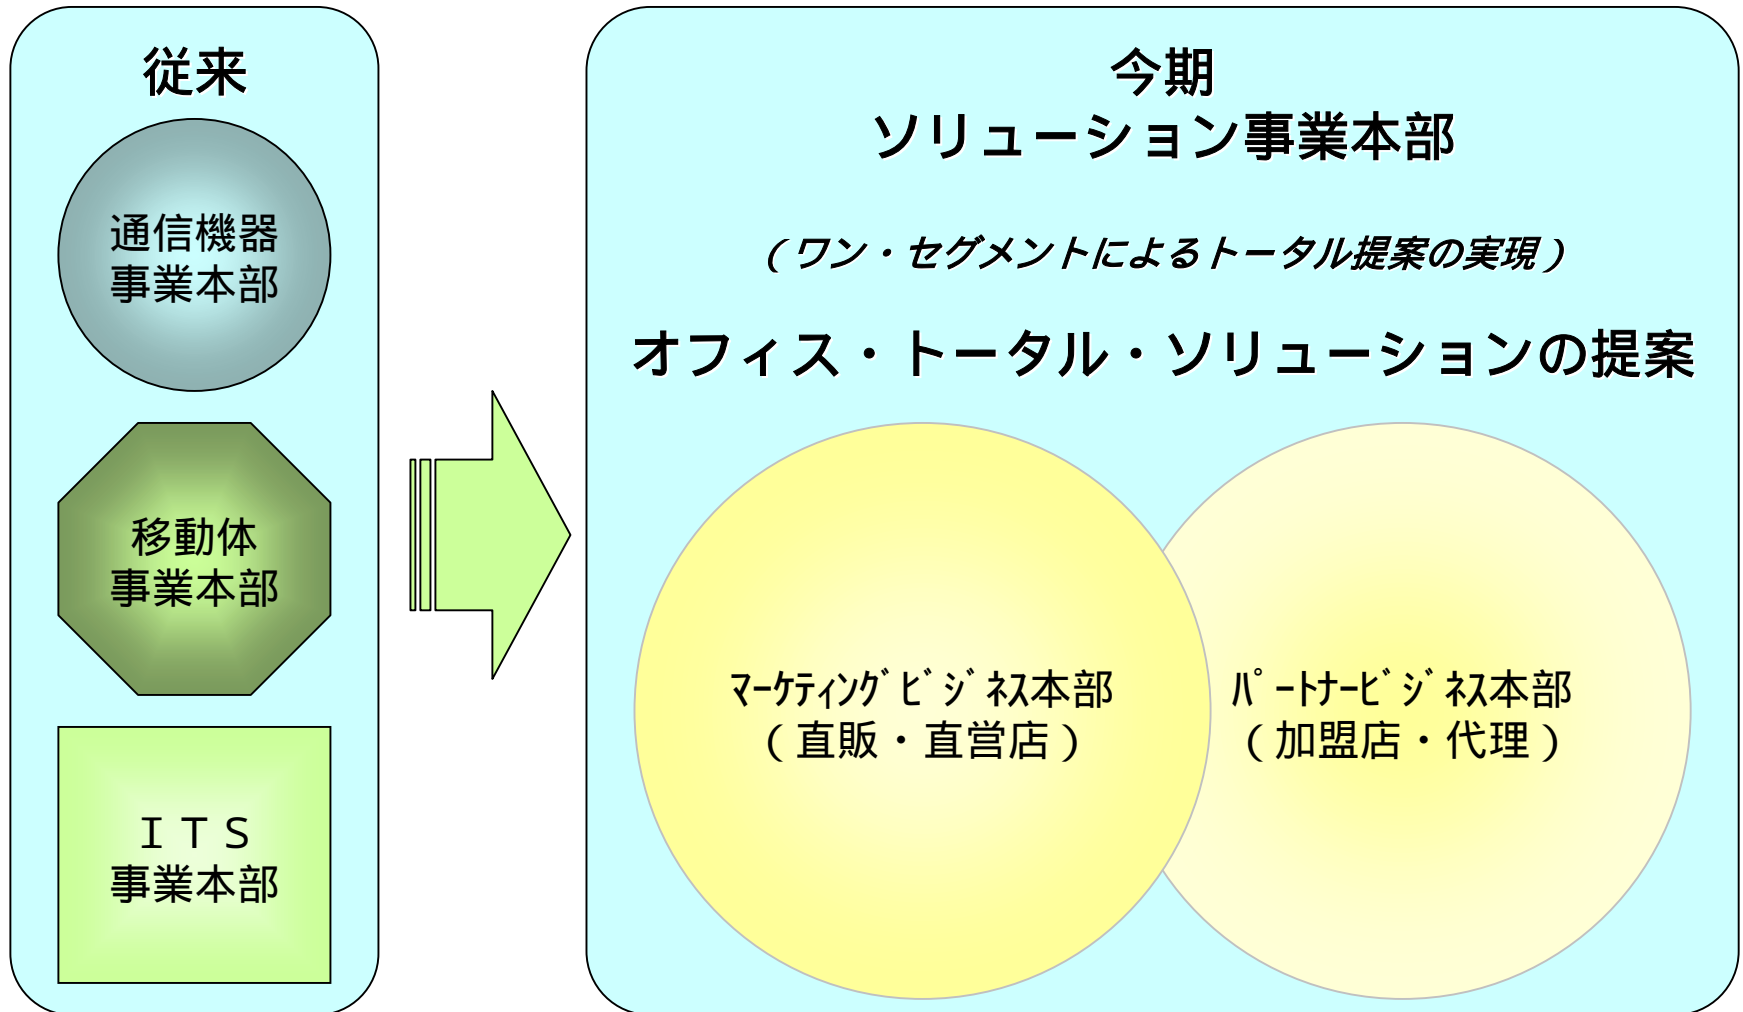 従来
通信機器
事業本部
移動体
事業本部
ＩＴＳ
事業本部
今期
ソリューション事業本部
（ワン・セグメントによるトータル提案の実現）
オフィス・トータル・ソリューションの提案
ﾏｰｹﾃｨﾝｸﾞﾋﾞｼﾞﾈｽ本部
（直販・直営店）
ﾊﾟｰﾄﾅｰﾋﾞｼﾞﾈｽ本部
（加盟店・代理）